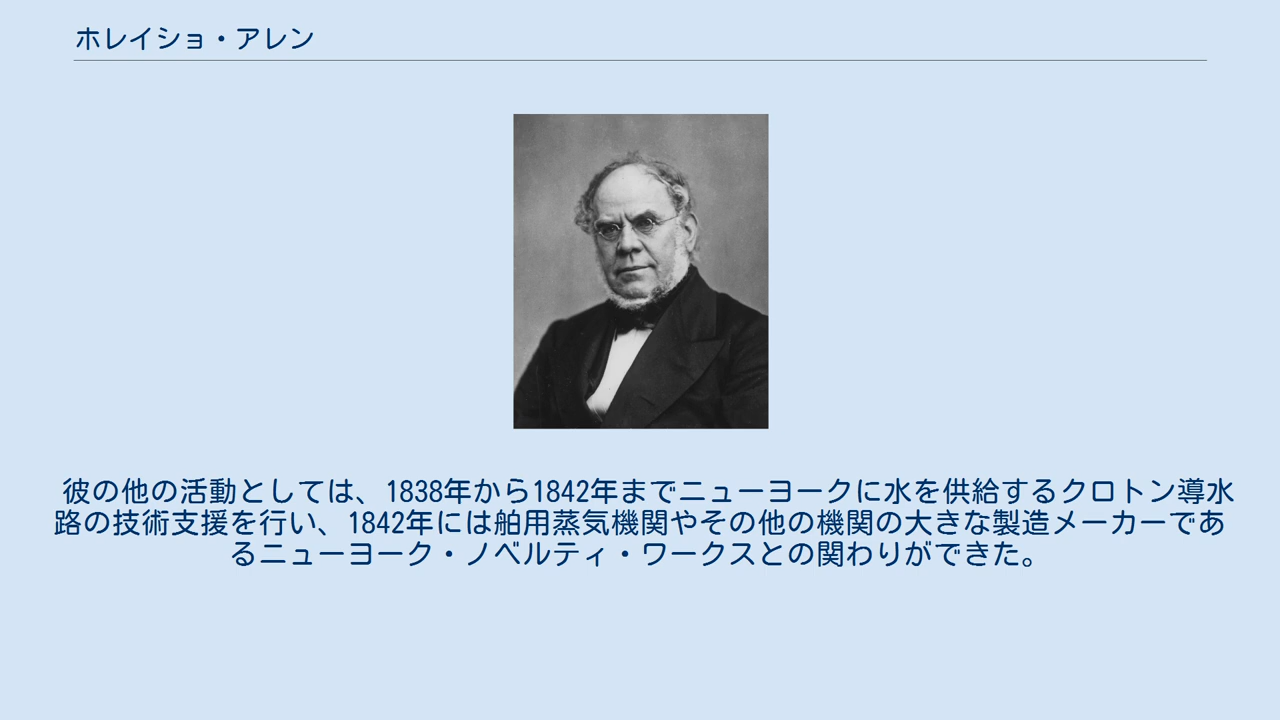 ホレイショ・アレン
彼の他の活動としては、1838年から1842年までニューヨークに水を供給するクロトン導水
路の技術支援を行い、1842年には舶用蒸気機関やその他の機関の大きな製造メーカーであ
るニューヨーク・ノベルティ・ワークスとの関わりができた。